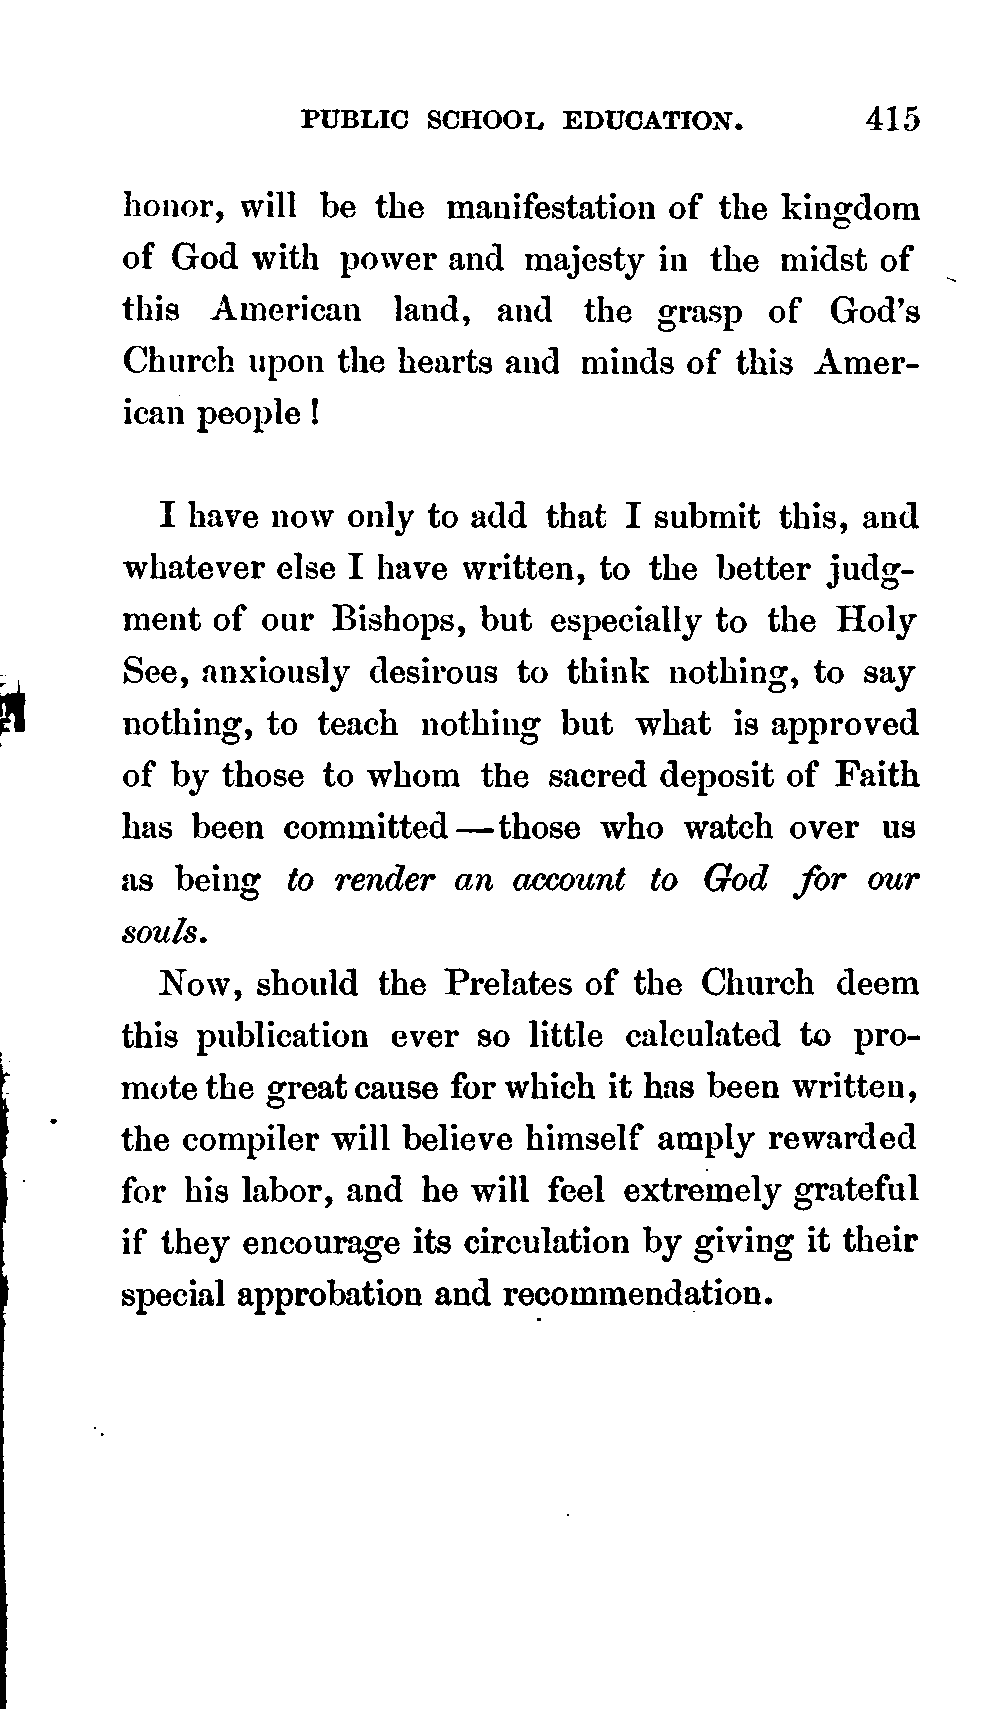 PUBLIC SCHOOL EDUCATION. 415
honor, will be the manifestation of the kingdom
of God with power and majesty in the midst of
this American land, and the grasp of God's
Church upon the hearts and minds of this Amer-
ican people !
I have now only to add that I submit this, and
whatever else I have written, to the better judg-
ment of our Bishops, but especially to the Holy
See, anxiously desirous to think nothing, to say
nothing, to teach nothing but what is approved
of by those to whom the sacred deposit of Faith
has been committed — those who watch over us
as being to render an account to God for our
souls.
Now, should the Prelates of the Church deem
this publication ever so little calculated to pro-
mote the great cause for which it has been written,
the compiler will believe himself amply rewarded
for his labor, and he will feel extremely grateful
if they encourage its circulation by giving it their
special approbation and recommendation.